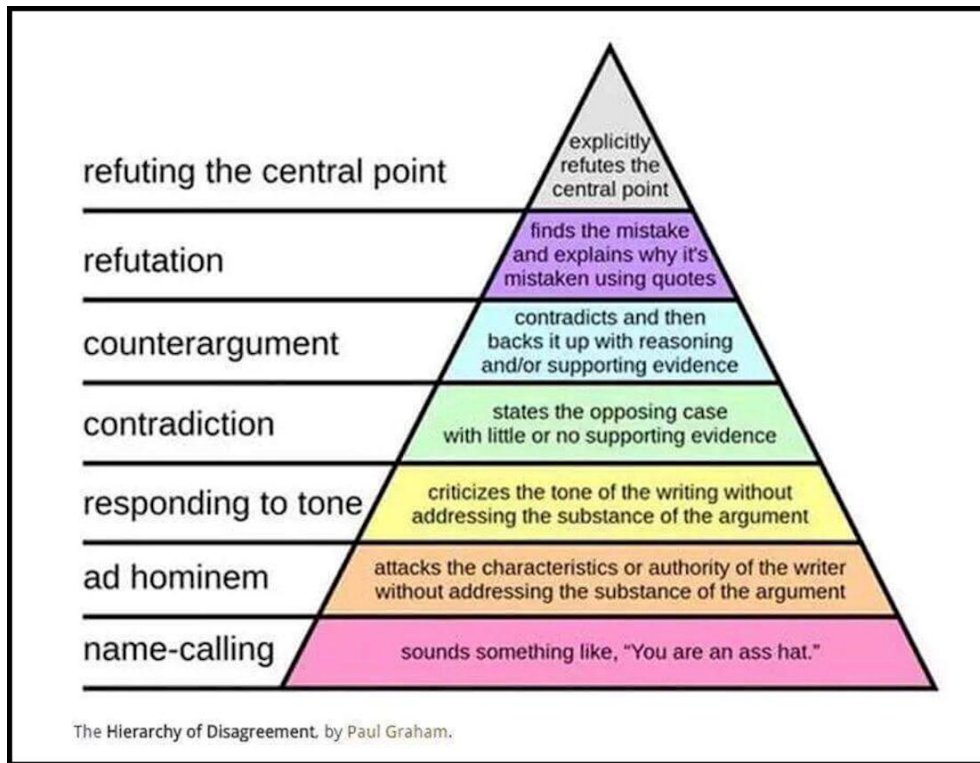 refuting the central point
explicitly
refutes the
central point
refutation
finds the mistake
and explains why it's
mistaken using quotes
counterargument
contradicts and then
backs it up with reasoning
and/or supporting evidence
contradiction
states the opposing case
with little or no supporting evidence
responding to tone
criticizes the tone of the writing without
addressing the substance of the argument
ad hominem
attacks the characteristics or authority of the writer
without addressing the substance of the argument
name-calling
sounds something like, “You are an ass hat.”
The Hierarchy of Disagreement, by Paul Graham.